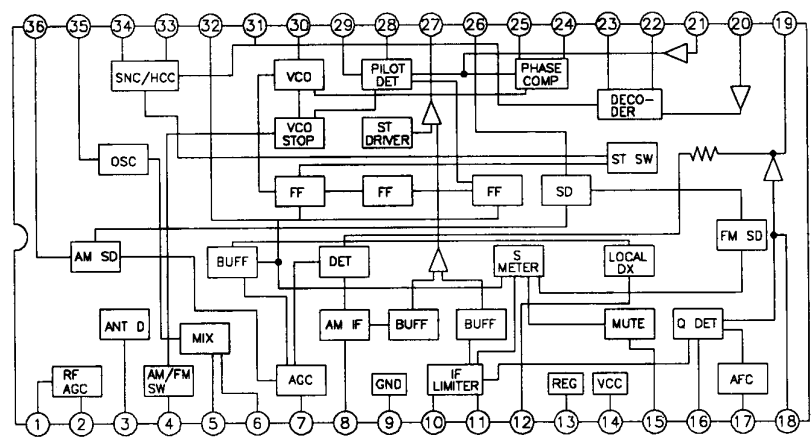 36 35 34 33 32 31 30 29 28 27 26 25 24 23 22 21 20 19
SNC/HCC
VCO
PILOT
DET
PHASE
COMP
DECO-
DER
VCO
STOP
ST
DRIVER
OSC
ST SW
FF
FF
FF
SD
AM SD
BUFF
DET
S
METER
LOCAL
DX
FM SD
ANT D
MIX
AM IF
BUFF
BUFF
MUTE
Q DET
RF
AGC
AM/FM
SW
AGC
GND
IF
LIMITER
REG
VCC
AFC
1 2 3 4 5 6 7 8 9 10 11 12 13 14 15 16 17 18